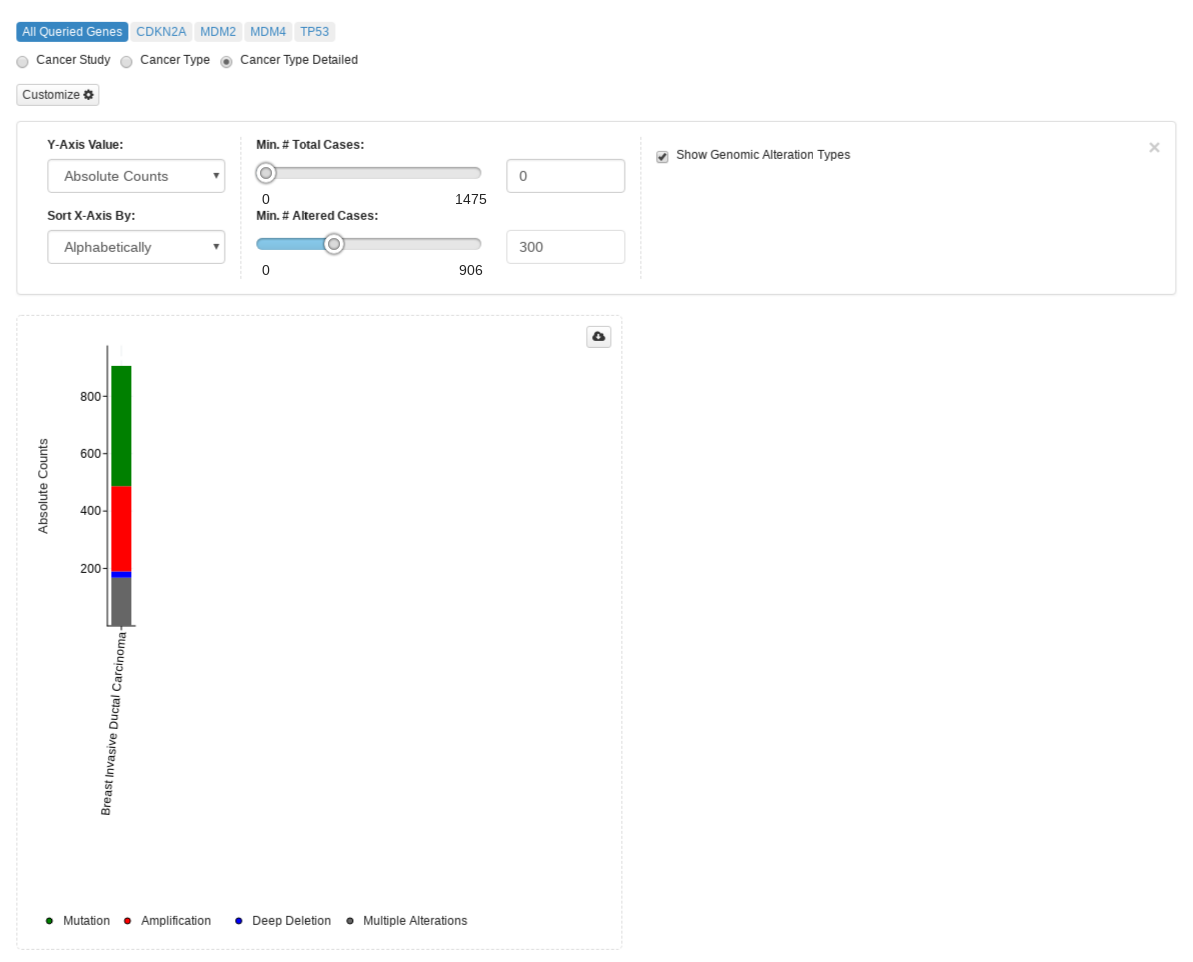 All Queried Genes CDKN2A MDM2 MDM4 TP53
Cancer Study Cancer Type Cancer Type Detailed
Customize
Y-Axis Value:
Absolute Counts
Sort X-Axis By:
Alphabetically
Min. # Total Cases:
0
0 1475
Min. # Altered Cases:
300
0 906
Show Genomic Alteration Types
×
Absolute Counts
800
600
400
200
Breast Invasive Ductal Carcinoma
Mutation Amplification Deep Deletion Multiple Alterations